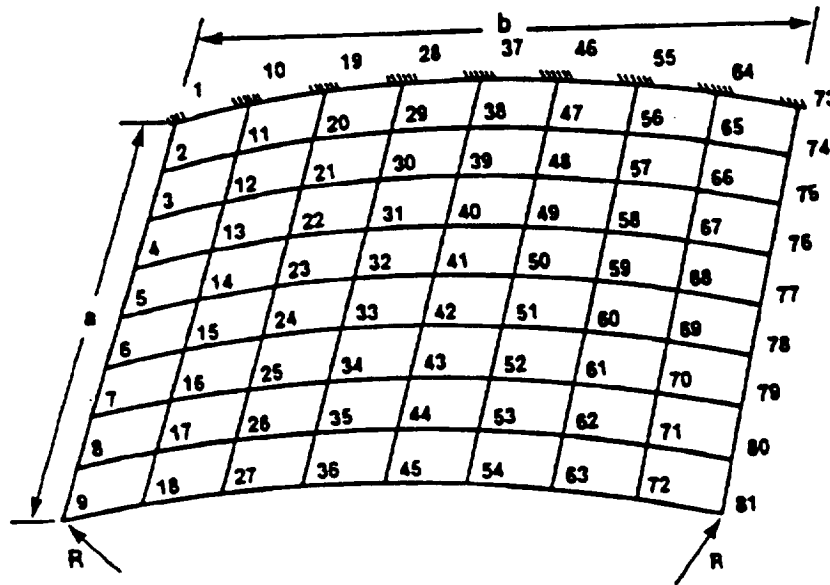 b
1 10 19 28 37 46 55 64 73
2 11 20 29 38 47 56 65 74
3 12 21 30 39 48 57 66 75
4 13 22 31 40 49 58 67 76
5 14 23 32 41 50 59 68 77
a
6 15 24 33 42 51 60 69 78
7 16 25 34 43 52 61 70 79
8 17 26 35 44 53 62 71 80
9 18 27 36 45 54 63 72 81
R R